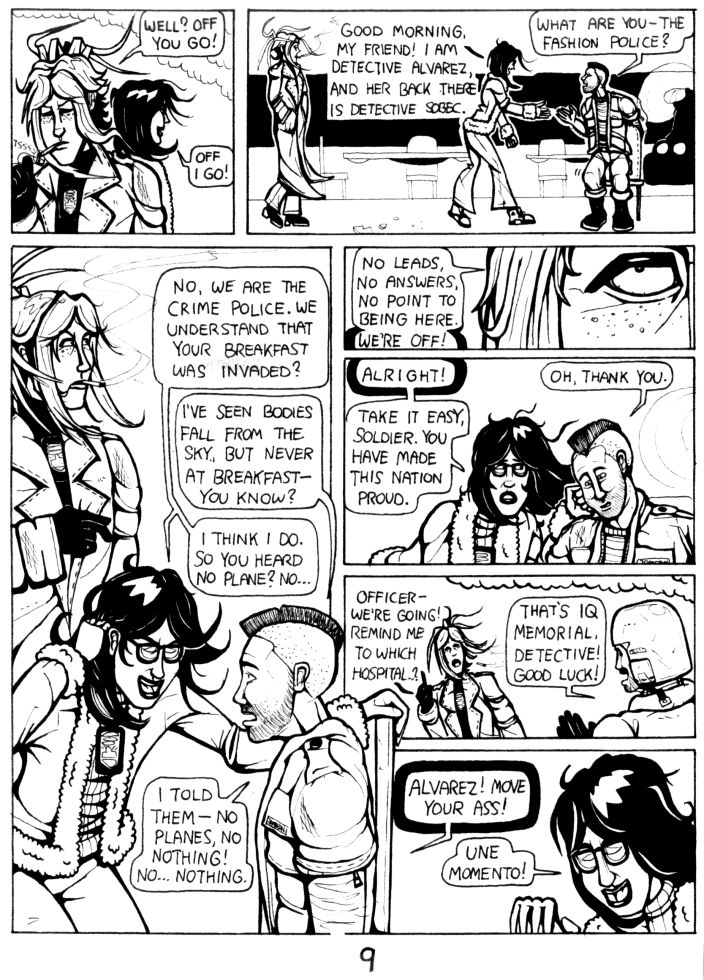 WELL? OFF
YOU GO!
TSSSS
OFF
I GO!
GOOD MORNING,
MY FRIEND! I AM
DETECTIVE ALVAREZ,
AND HER BACK THERE
IS DETECTIVE SOBEC.
WHAT ARE YOU—THE
FASHION POLICE?
NO, WE ARE THE
CRIME POLICE. WE
UNDERSTAND THAT
YOUR BREAKFAST
WAS INVADED?
I'VE SEEN BODIES
FALL FROM THE
SKY, BUT NEVER
AT BREAKFAST—
YOU KNOW?
I THINK I DO.
SO YOU HEARD
NO PLANE? NO...
I TOLD
THEM— NO
PLANES, NO
NOTHING!
NO... NOTHING.
NO LEADS,
NO ANSWERS,
NO POINT TO
BEING HERE.
WE'RE OFF!
ALRIGHT!
TAKE IT EASY,
SOLDIER. YOU
HAVE MADE
THIS NATION
PROUD.
OH, THANK YOU.
OFFICER—
WE'RE GOING!
REMIND ME
TO WHICH
HOSPITAL..?
THAT'S IQ
MEMORIAL,
DETECTIVE!
GOOD LUCK!
ALVAREZ! MOVE
YOUR ASS!
UNE
MOMENTO!
9